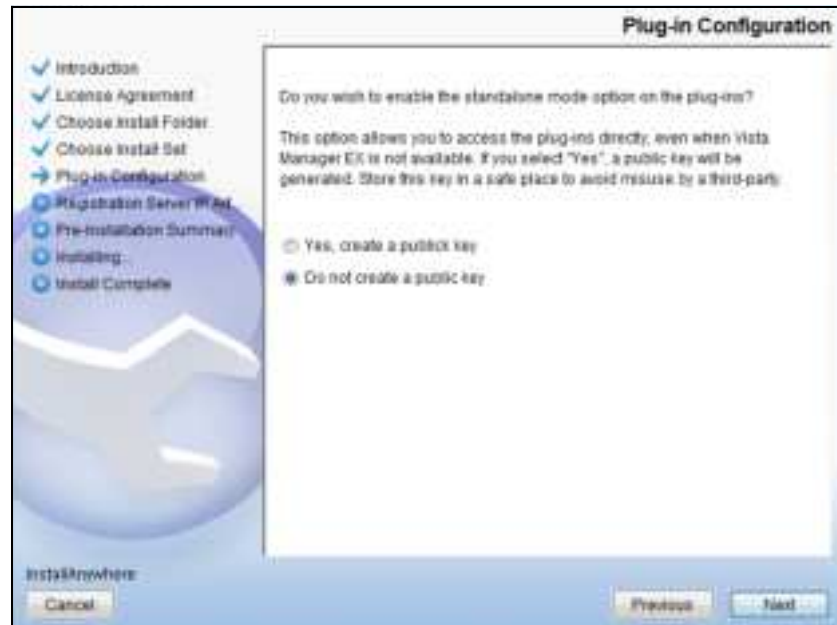 Plug-in Configuration
Introduction
License Agreement
Choose Install Folder
Choose Install Set
Plug-in Configuration
Registration Server IP Ad
Pre-Installation Summary
Installing...
Install Complete
Do you wish to enable the standalone mode option on the plug-ins?
This option allows you to access the plug-ins directly, even when Vista
Manager EX is not available. If you select "Yes", a public key will be
generated. Store this key in a safe place to avoid misuse by a third-party.
Yes, create a publick key
Do not create a public key
InstallAnywhere
Cancel
Previous
Next